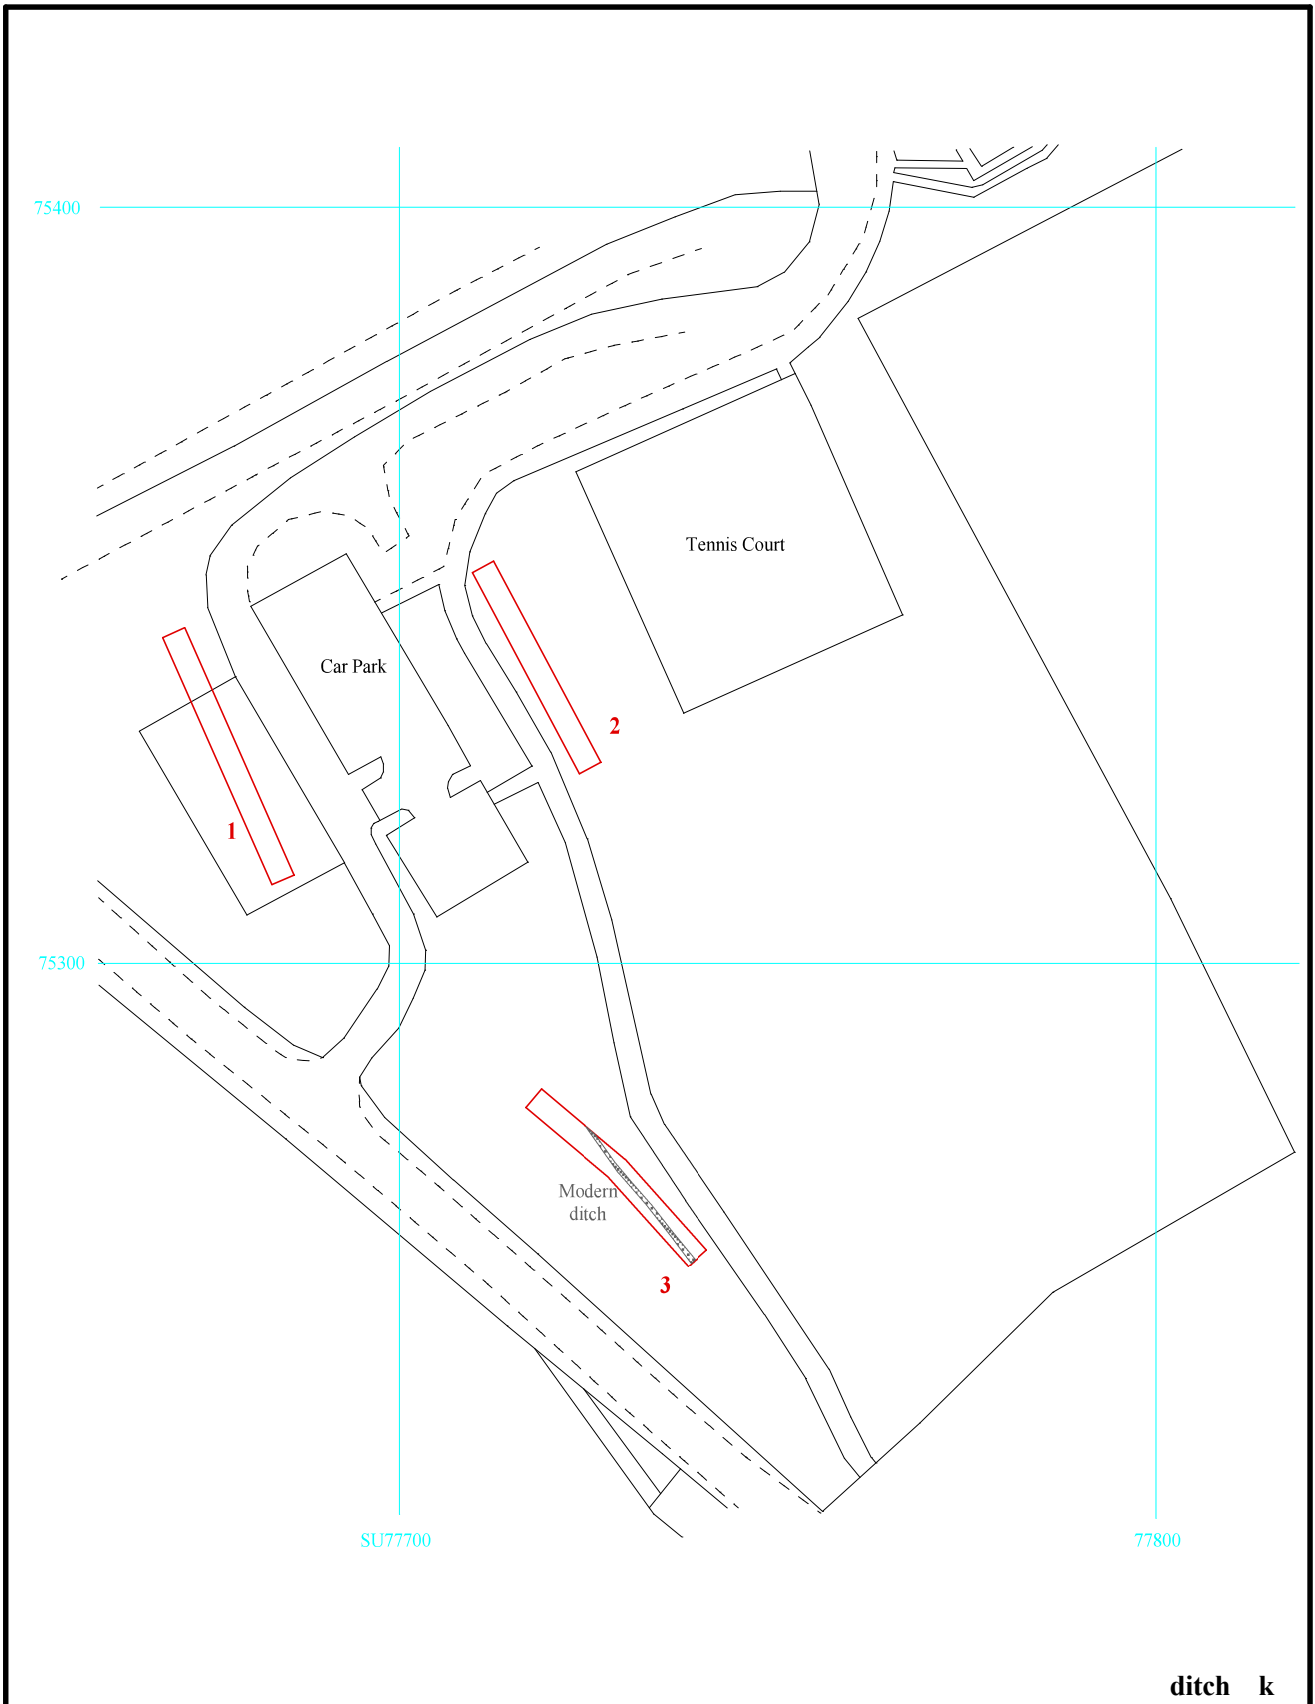 75400
Tennis Court
Car Park
2
1
75300
Modern
ditch
3
SU77700
77800
ditch k